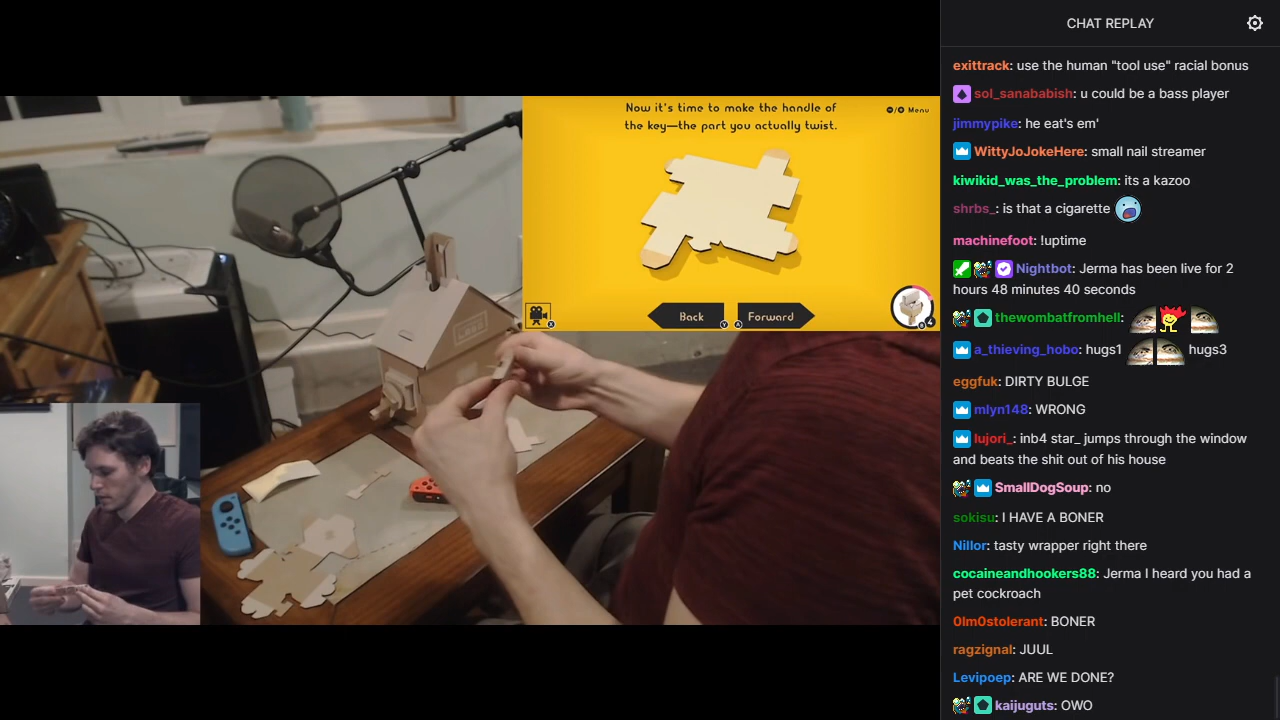 Now it's time to make the handle of
the key—the part you actually twist.
Menu
Back
Forward
CHAT REPLAY
exittrack: use the human "tool use" racial bonus
sol_sanababish: u could be a bass player
jimmypike: he eat's em'
WittyJoJokeHere: small nail streamer
kiwikid_was_the_problem: its a kazoo
shrbs_: is that a cigarette
machinefoot: !uptime
Nightbot: Jerma has been live for 2
hours 48 minutes 40 seconds
thewombatfromhell:
a_thieving_hobo: hugs1 hugs3
eggfuk: DIRTY BULGE
mlyn148: WRONG
lujori_: inb4 star_ jumps through the window
and beats the shit out of his house
SmallDogSoup: no
sokisu: I HAVE A BONER
Nillor: tasty wrapper right there
cocaineandhookers88: Jerma I heard you had a
pet cockroach
0lm0stolerant: BONER
ragzignal: JUUL
Levipoep: ARE WE DONE?
kaijuguts: OWO